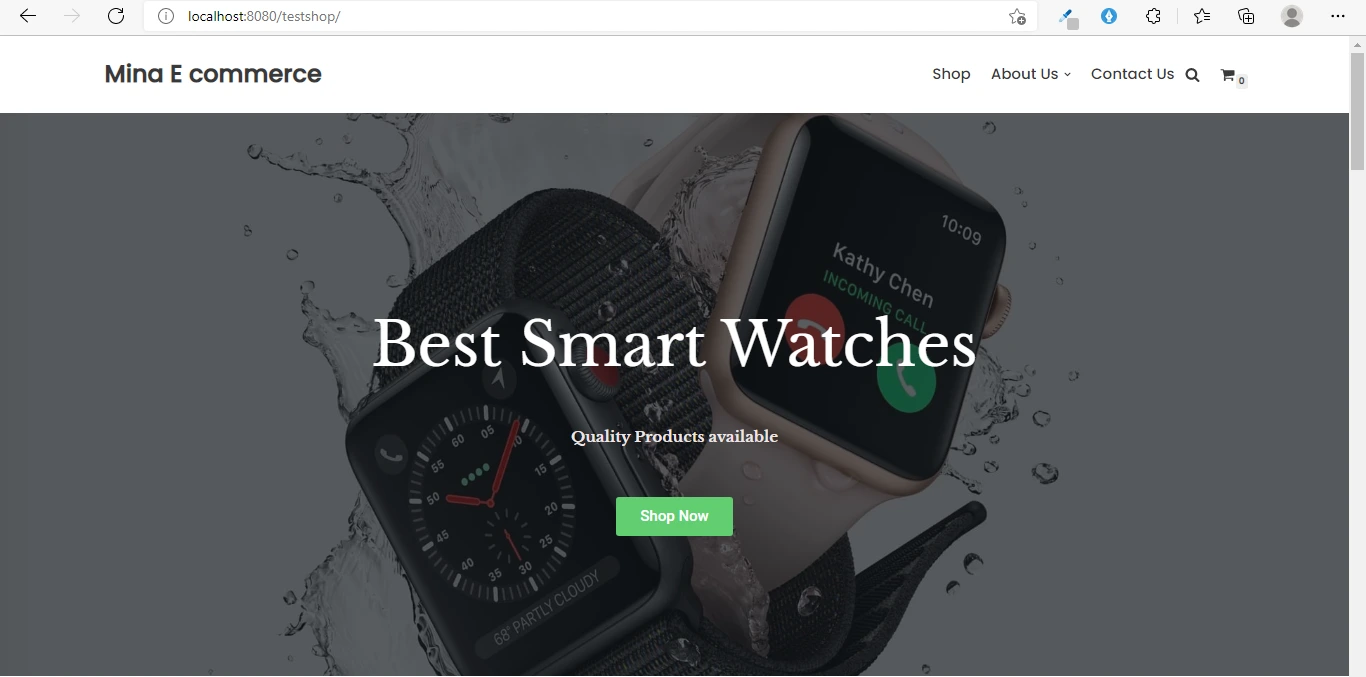 localhost:8080/testshop/
Mina E commerce
Shop
About Us
Contact Us
0
10:09
Kathy Chen
INCOMING CALL
Best Smart Watches
Quality Products available
Shop Now
60
05
10
15
20
25
30
35
40
45
50
55
68° PARTLY CLOUDY